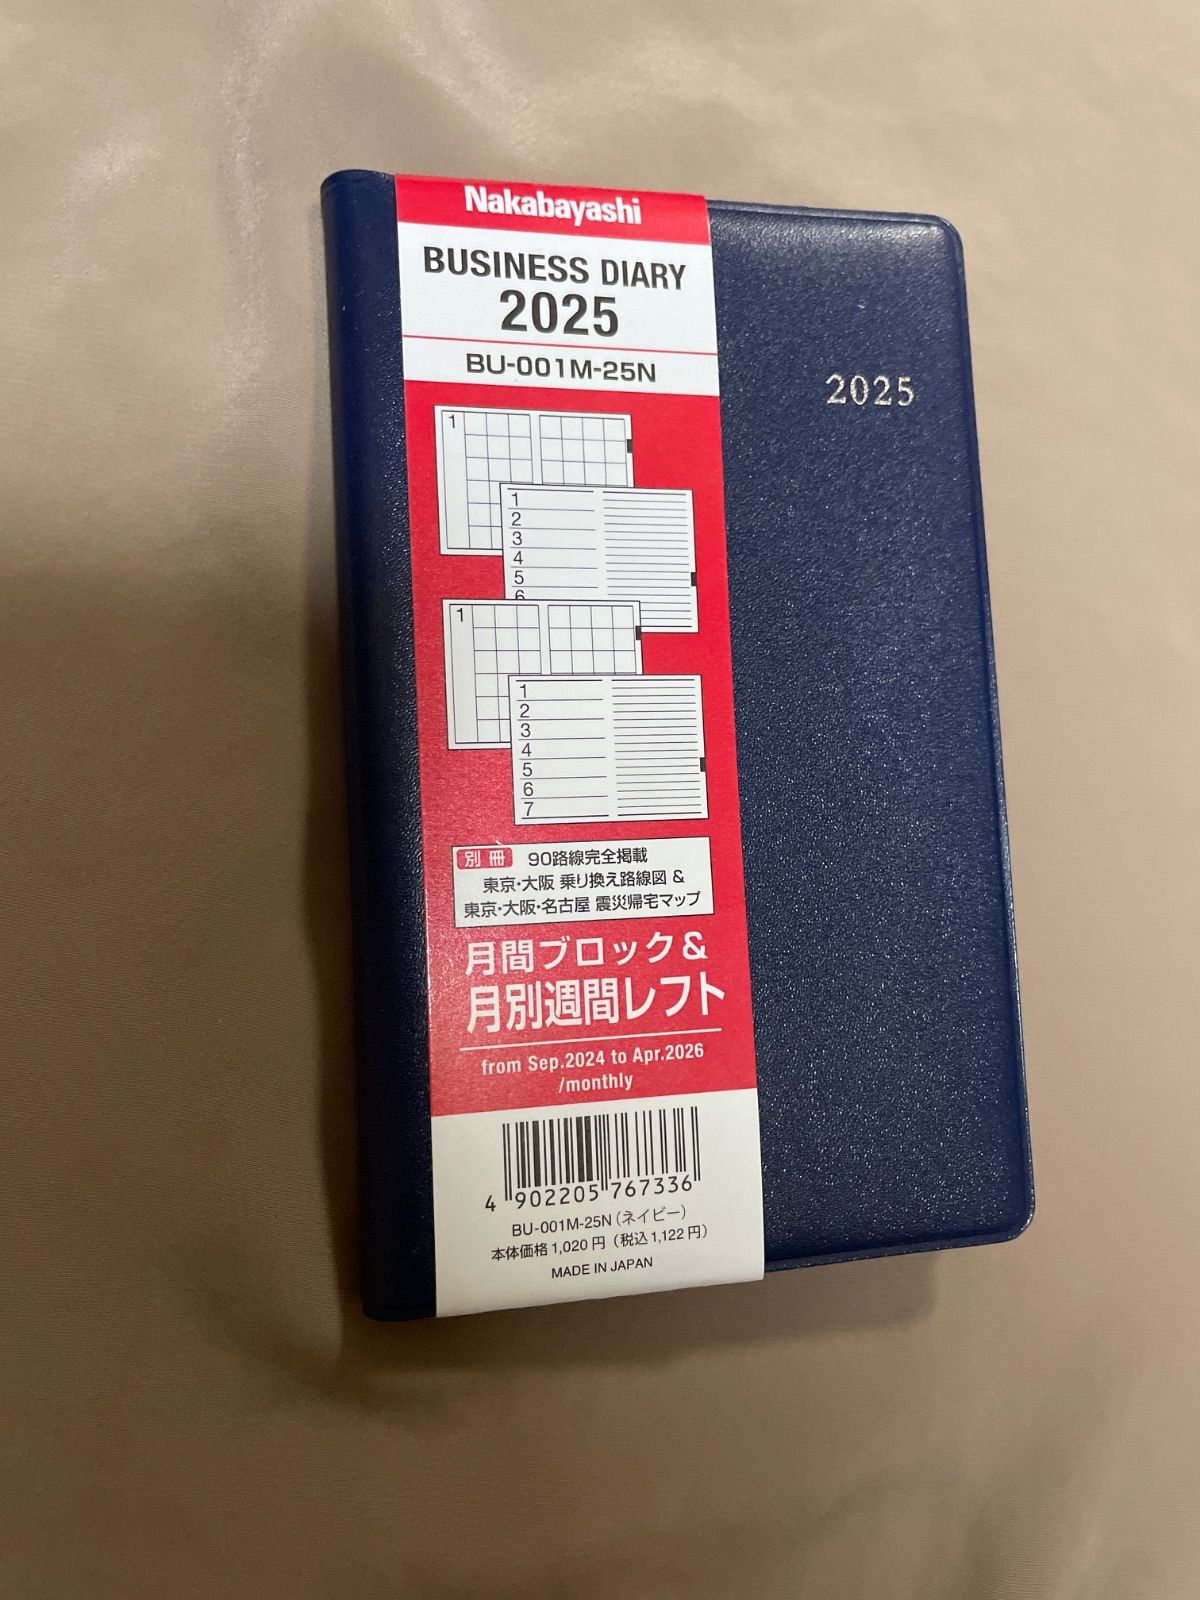 Nakabayashi
BUSINESS DIARY
2025
BU-001M-25N
2025
1
1
2
3
4
5
6
1
1
2
3
4
5
6
7
別冊 90路線完全掲載
東京・大阪 乗り換え路線図 &
東京・大阪・名古屋 震災帰宅マップ
月間ブロック&
月別週間レフト
from Sep.2024 to Apr.2026
/monthly
4 902205 767336
BU-001M-25N(ネイビー)
本体価格1,020円(税込1,122円)
MADE IN JAPAN